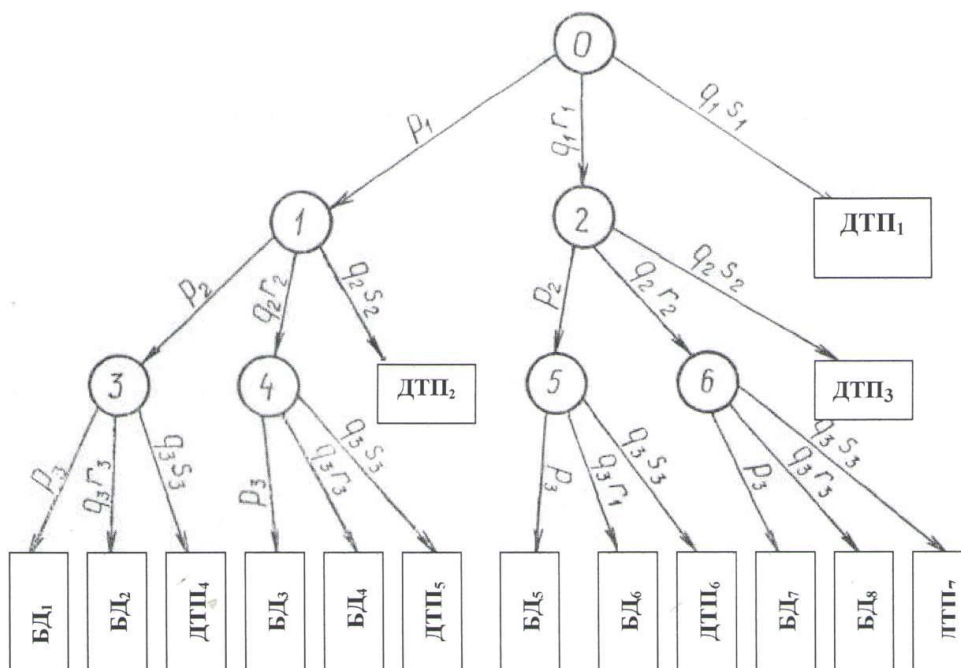 0
p₁
q₁r₁
q₁s₁
1
2
ДТП₁
p₂
q₂r₂
q₂s₂
p₂
q₂r₂
q₂s₂
3
4
ДТП₂
5
6
ДТП₃
p₃
q₃r₃
q₃s₃
p₃
q₃r₃
q₃s₃
p₃
q₃r₁
q₃s₃
p₃
q₃r₃
q₃s₃
БД₁
БД₂
ДТП₄
БД₃
БД₄
ДТП₅
БД₅
БД₆
ДТП₆
БД₇
БД₈
ДТП₇